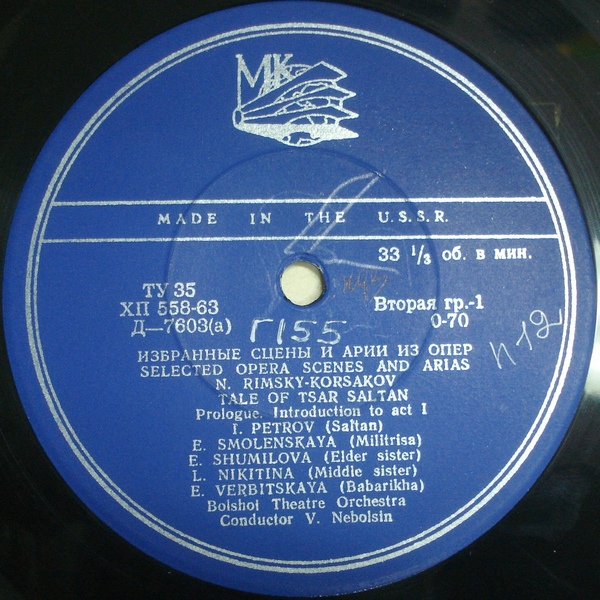 MK
MADE IN THE U.S.S.R.
33 ⅓ об. в мин.
ТУ 35
ХП 558-63
Д—7603(а)
Вторая гр.-1
0-70
Г155
п12
ИЗБРАННЫЕ СЦЕНЫ И АРИИ ИЗ ОПЕР
SELECTED OPERA SCENES AND ARIAS
N. RIMSKY-KORSAKOV
TALE OF TSAR SALTAN
Prologue. Introduction to act I
I. PETROV (Saltan)
E. SMOLENSKAYA (Militrisa)
E. SHUMILOVA (Elder sister)
L. NIKITINA (Middle sister)
E. VERBITSKAYA (Babarikha)
Bolshoi Theatre Orchestra
Conductor V. Nebolsin